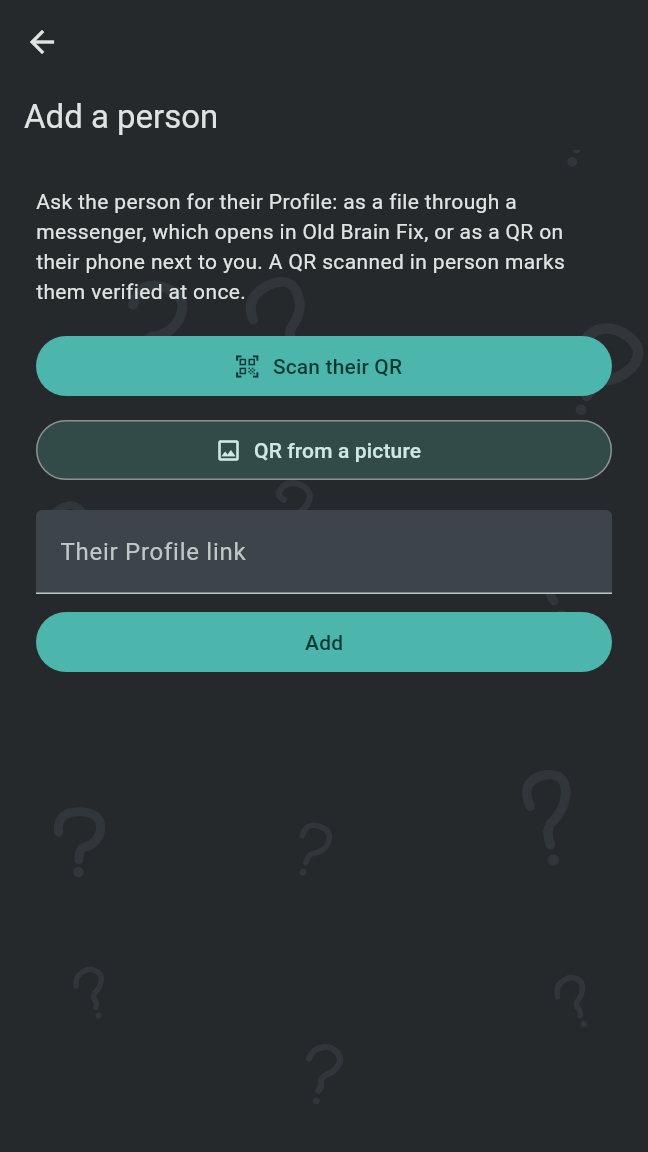 Add a person
Ask the person for their Profile: as a file through a
messenger, which opens in Old Brain Fix, or as a QR on
their phone next to you. A QR scanned in person marks
them verified at once.
Scan their QR
QR from a picture
Their Profile link
Add